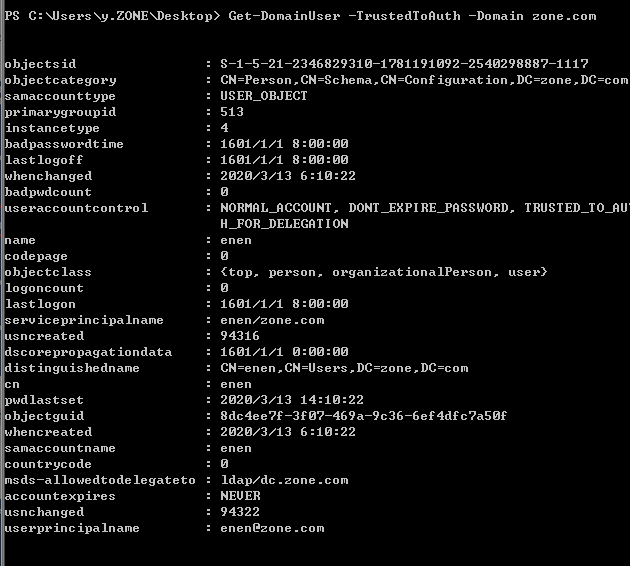 PS C:\Users\y.ZONE\Desktop> Get-DomainUser -TrustedToAuth -Domain zone.com
objectsid : S-1-5-21-2346829310-1781191092-2540298887-1117
objectcategory : CN=Person,CN=Schema,CN=Configuration,DC=zone,DC=com
samaccounttype : USER_OBJECT
primarygroupid : 513
instancetype : 4
badpasswordtime : 1601/1/1 8:00:00
lastlogoff : 1601/1/1 8:00:00
whenchanged : 2020/3/13 6:10:22
badpwdcount : 0
useraccountcontrol : NORMAL_ACCOUNT, DONT_EXPIRE_PASSWORD, TRUSTED_TO_AUT
H_FOR_DELEGATION
name : enen
codepage : 0
objectclass : {top, person, organizationalPerson, user}
logoncount : 0
lastlogon : 1601/1/1 8:00:00
serviceprincipalname : enen/zone.com
usncreated : 94316
dscorepropagationdata : 1601/1/1 0:00:00
distinguishedname : CN=enen,CN=Users,DC=zone,DC=com
cn : enen
pwdlastset : 2020/3/13 14:10:22
objectguid : 8dc4ee7f-3f07-469a-9c36-6ef4dfc7a50f
whencreated : 2020/3/13 6:10:22
samaccountname : enen
countrycode : 0
msds-allowedtodelegateto : ldap/dc.zone.com
accountexpires : NEVER
usnchanged : 94322
userprincipalname : enen@zone.com